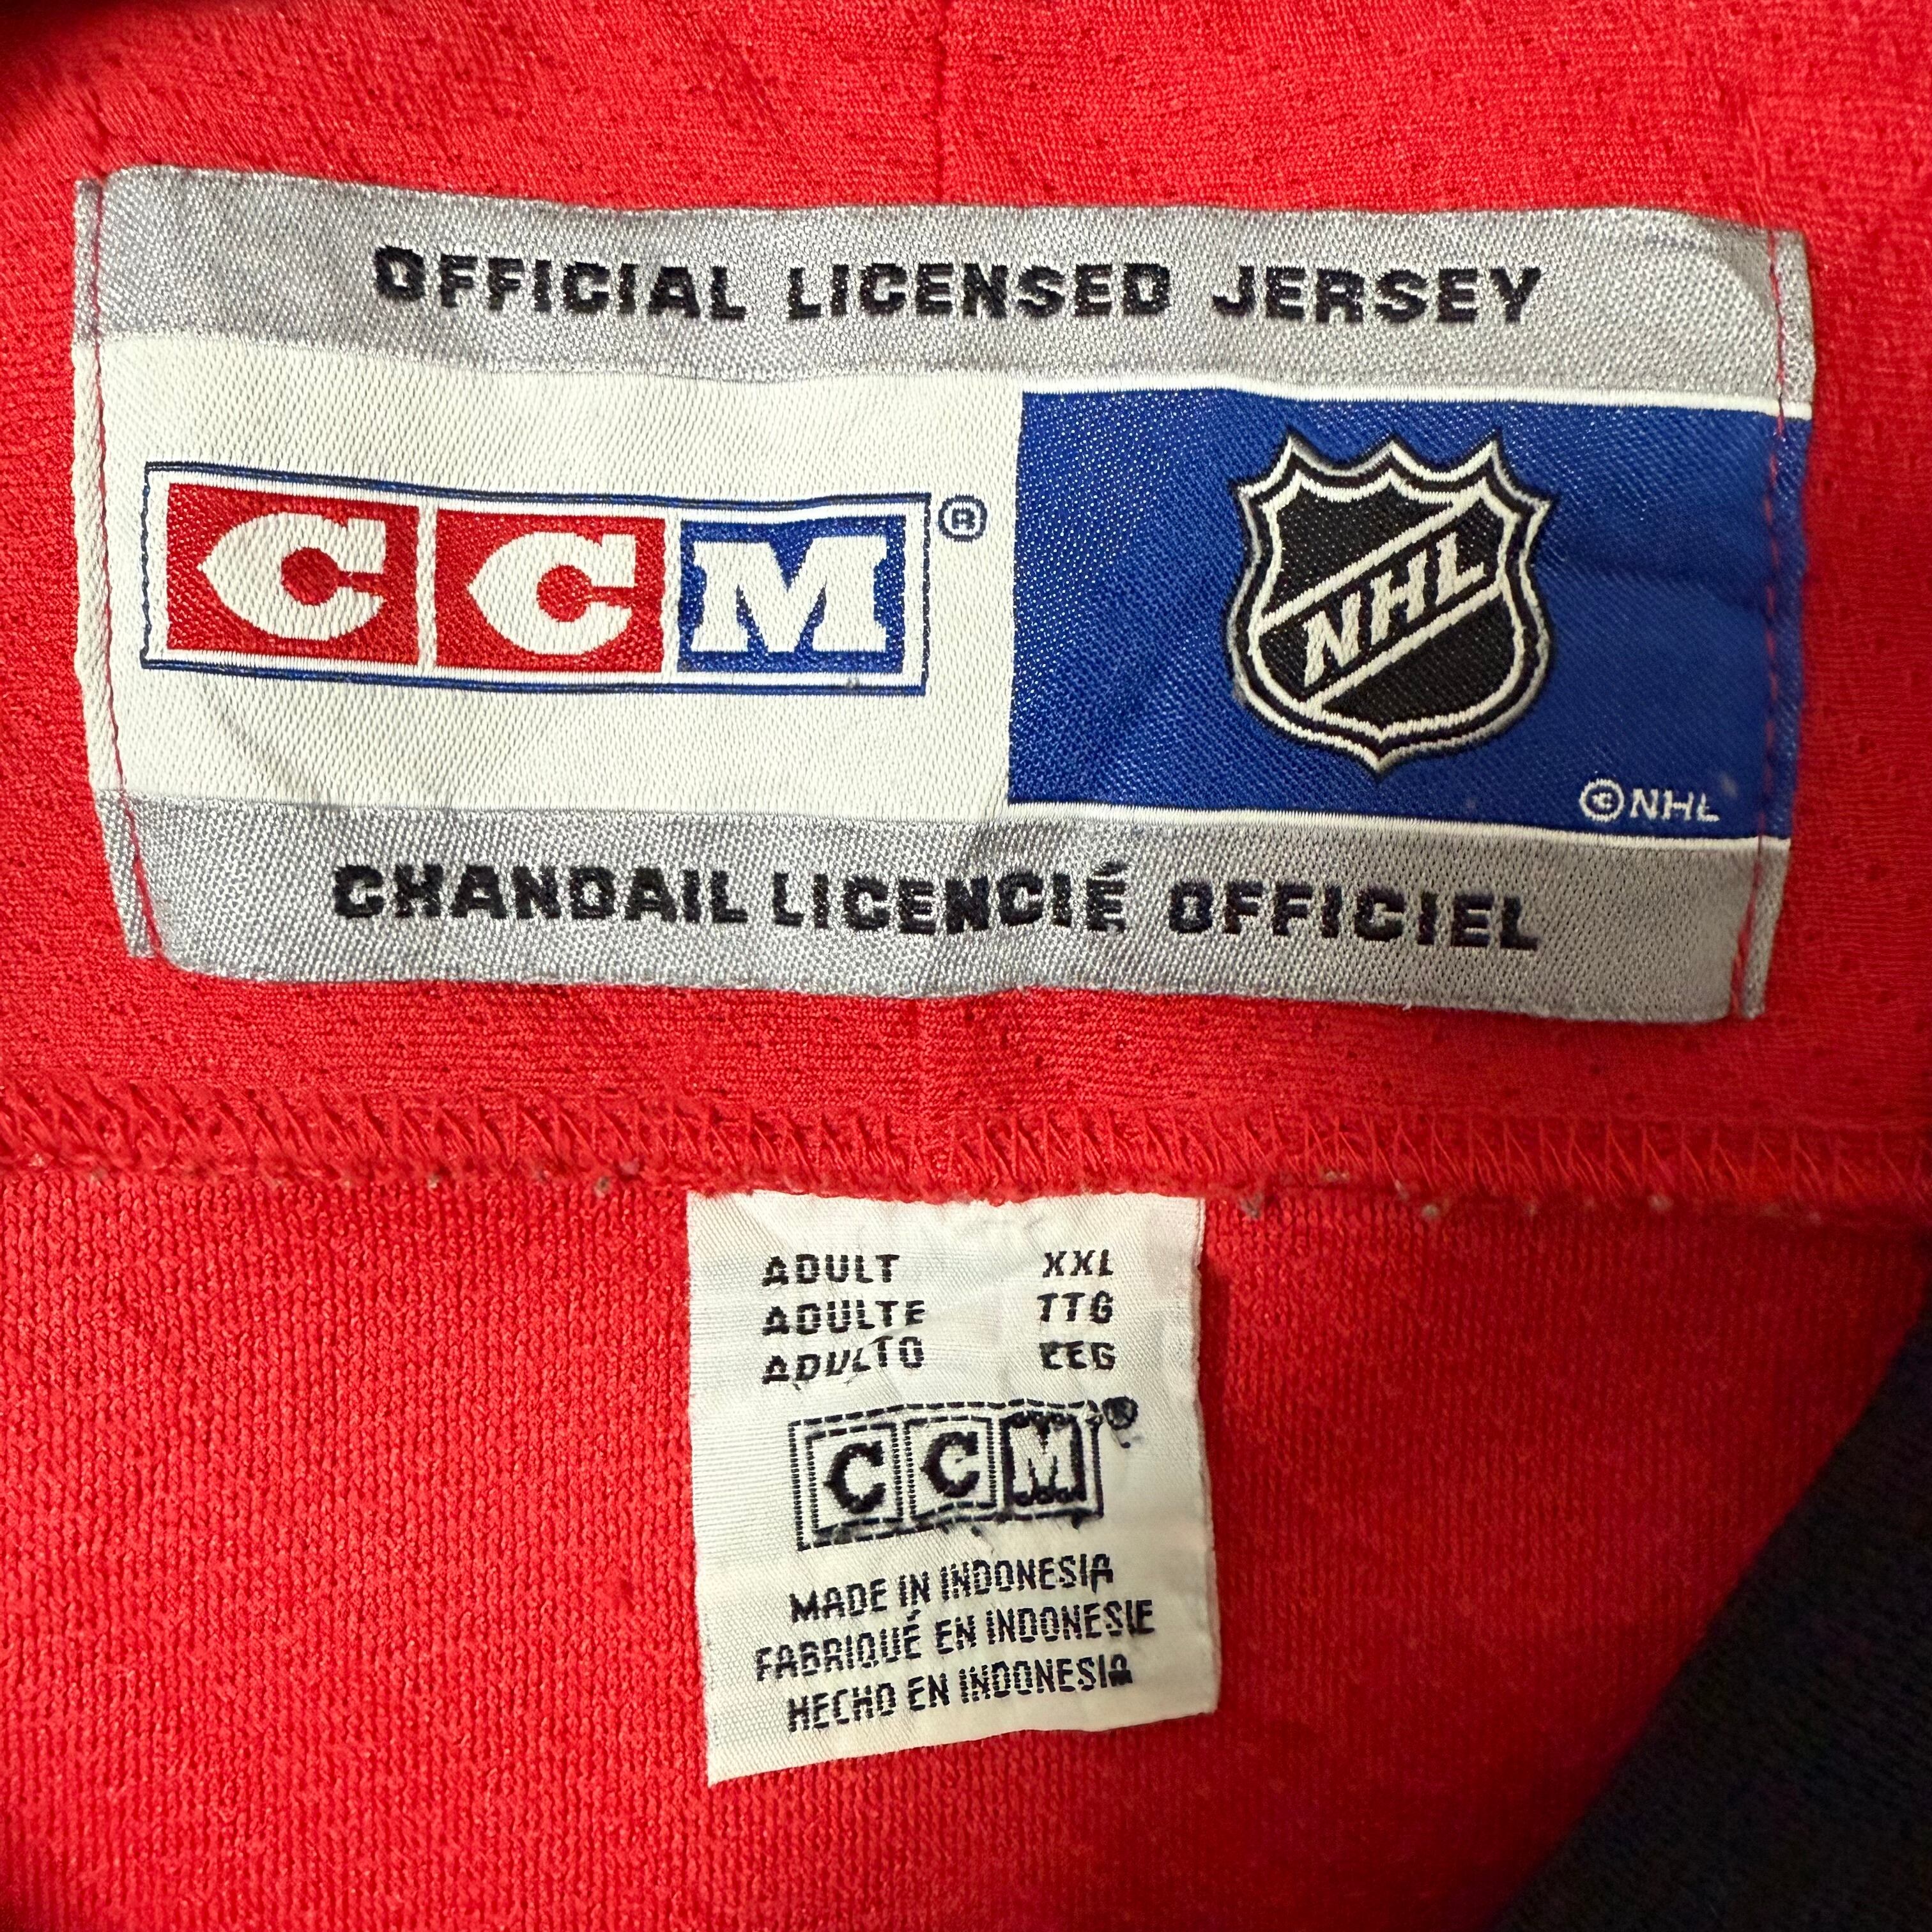 OFFICIAL LICENSED JERSEY
CCM®
NHL
©NHL
CHANDAIL LICENCIÉ OFFICIEL
ADULT XXL
ADULTE TTG
ADULTO EEG
CCM®
MADE IN INDONESIA
FABRIQUÉ EN INDONESIE
HECHO EN INDONESIA